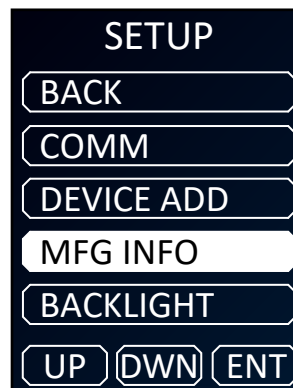 SETUP
BACK
COMM
DEVICE ADD
MFG INFO
BACKLIGHT
UP DWN ENT